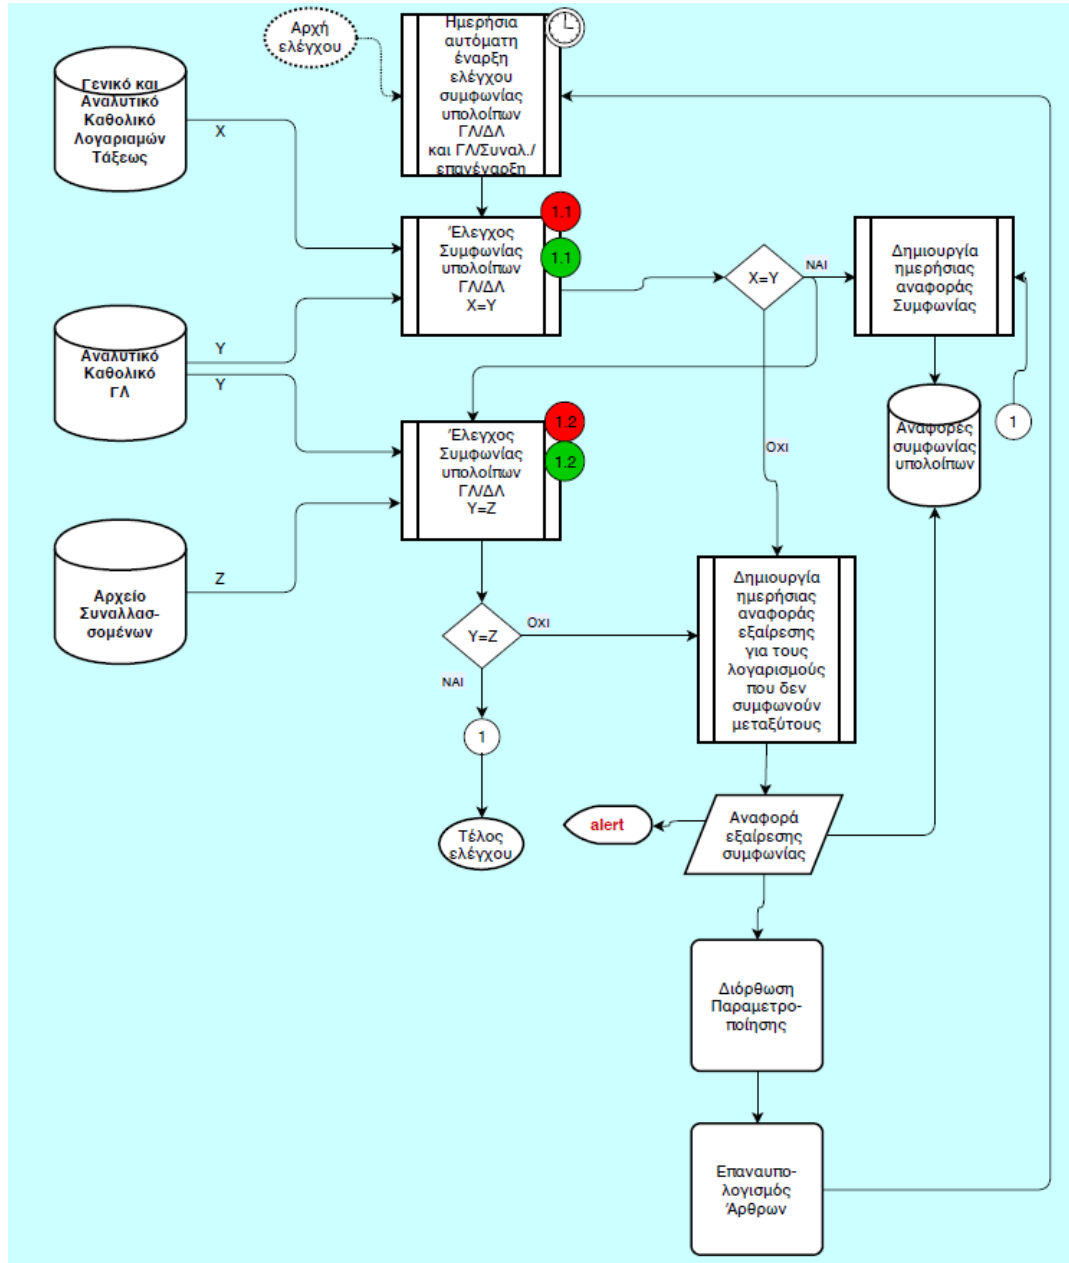 Αρχή
ελέγχου
Ημερήσια
αυτόματη
έναρξη
ελέγχου
συμφωνίας
υπολοίπων
ΓΛ/ΔΛ
και ΓΛ/Συναλ./
επανέναρξη
Γενικό και
Αναλυτικό
Καθολικό
Λογαριαμών
Τάξεως
X
Έλεγχος
Συμφωνίας
υπολοίπων
ΓΛ/ΔΛ
X=Y
1.1
1.1
X=Y
ΝΑΙ
Δημιουργία
ημερήσιας
αναφοράς
Συμφωνίας
Αναλυτικό
Καθολικό
ΓΛ
Y
Y
1
Αναφορές
συμφωνίας
υπολοίπων
Έλεγχος
Συμφωνίας
υπολοίπων
ΓΛ/ΔΛ
Y=Z
1.2
1.2
ΟΧΙ
Αρχείο
Συναλλασ-
σομένων
Z
Y=Z
ΟΧΙ
ΝΑΙ
Δημιουργία
ημερήσιας
αναφοράς
εξαίρεσης
για τους
λογαρισμούς
που δεν
συμφωνούν
μεταξύτους
1
Τέλος
ελέγχου
alert
Αναφορά
εξαίρεσης
συμφωνίας
Διόρθωση
Παραμετρο-
ποίησης
Επαναυπο-
λογισμός
Άρθρων